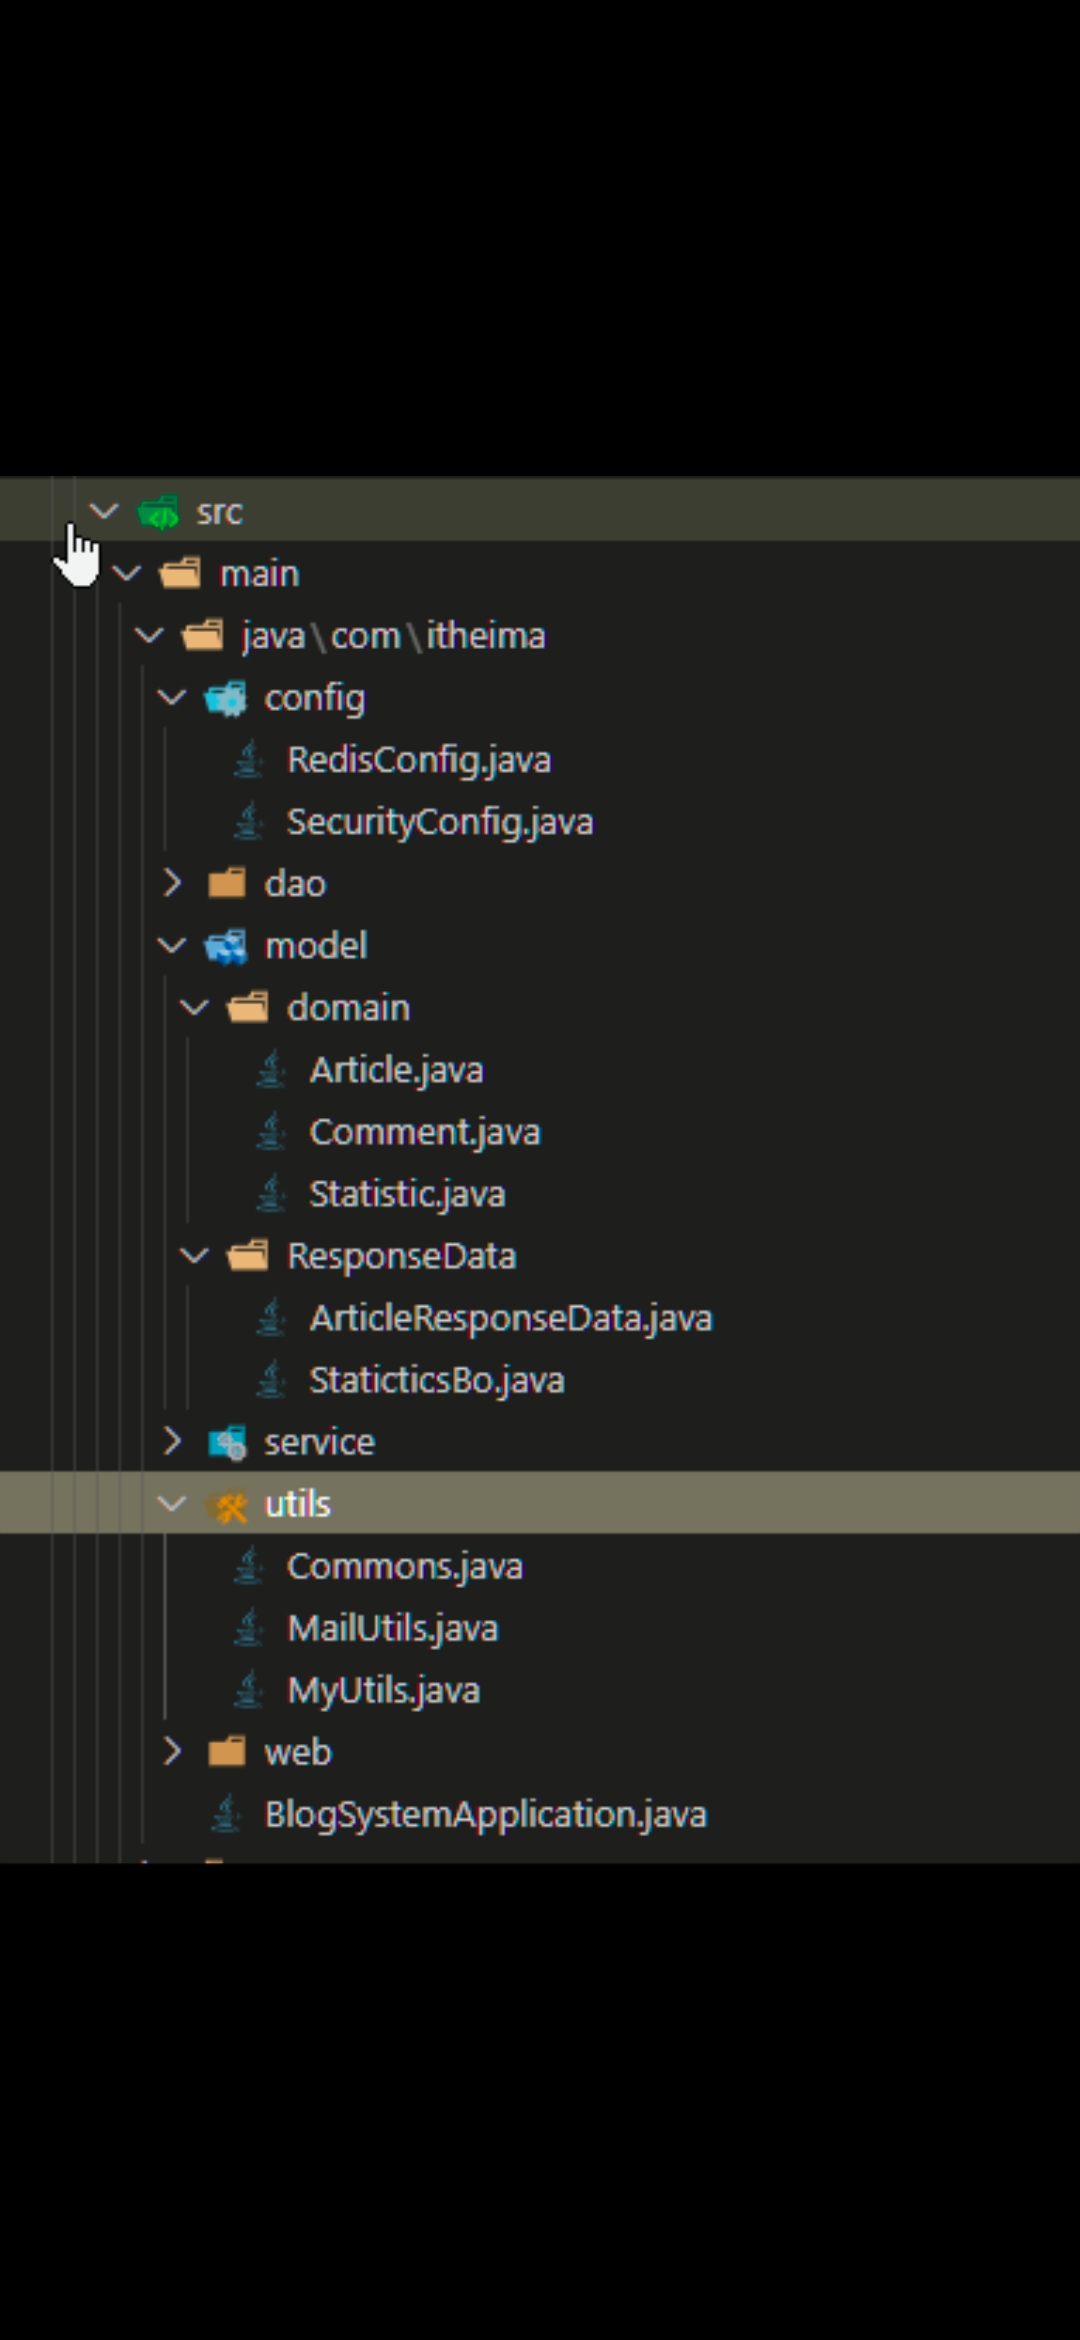 src
main
java\com\itheima
config
RedisConfig.java
SecurityConfig.java
dao
model
domain
Article.java
Comment.java
Statistic.java
ResponseData
ArticleResponseData.java
StaticticsBo.java
service
utils
Commons.java
MailUtils.java
MyUtils.java
web
BlogSystemApplication.java